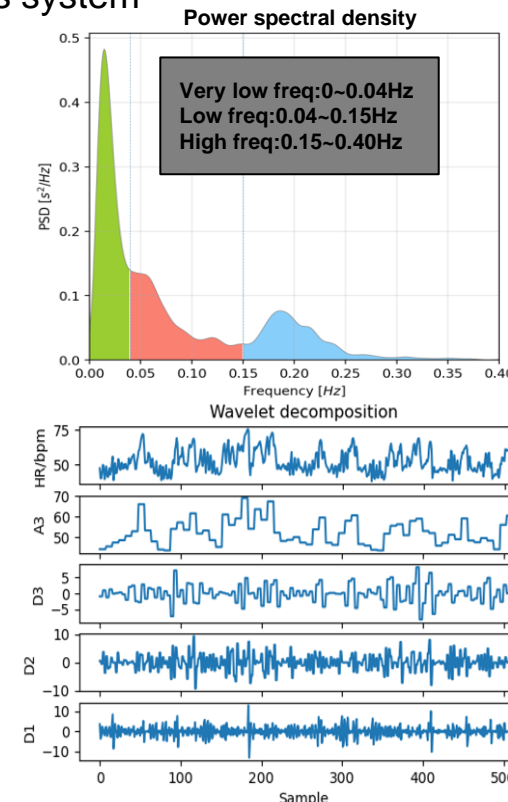 s system
Power spectral density
0.5
0.4
0.3
0.2
0.1
0.0
PSD [s²/Hz]
Very low freq:0~0.04Hz
Low freq:0.04~0.15Hz
High freq:0.15~0.40Hz
0.00 0.05 0.10 0.15 0.20 0.25 0.30 0.35 0.40
Frequency [Hz]
Wavelet decomposition
HR/bpm
75
50
A3
70
60
50
D3
5
0
−5
D2
10
0
−10
D1
10
0
−10
0 100 200 300 400 500
Sample